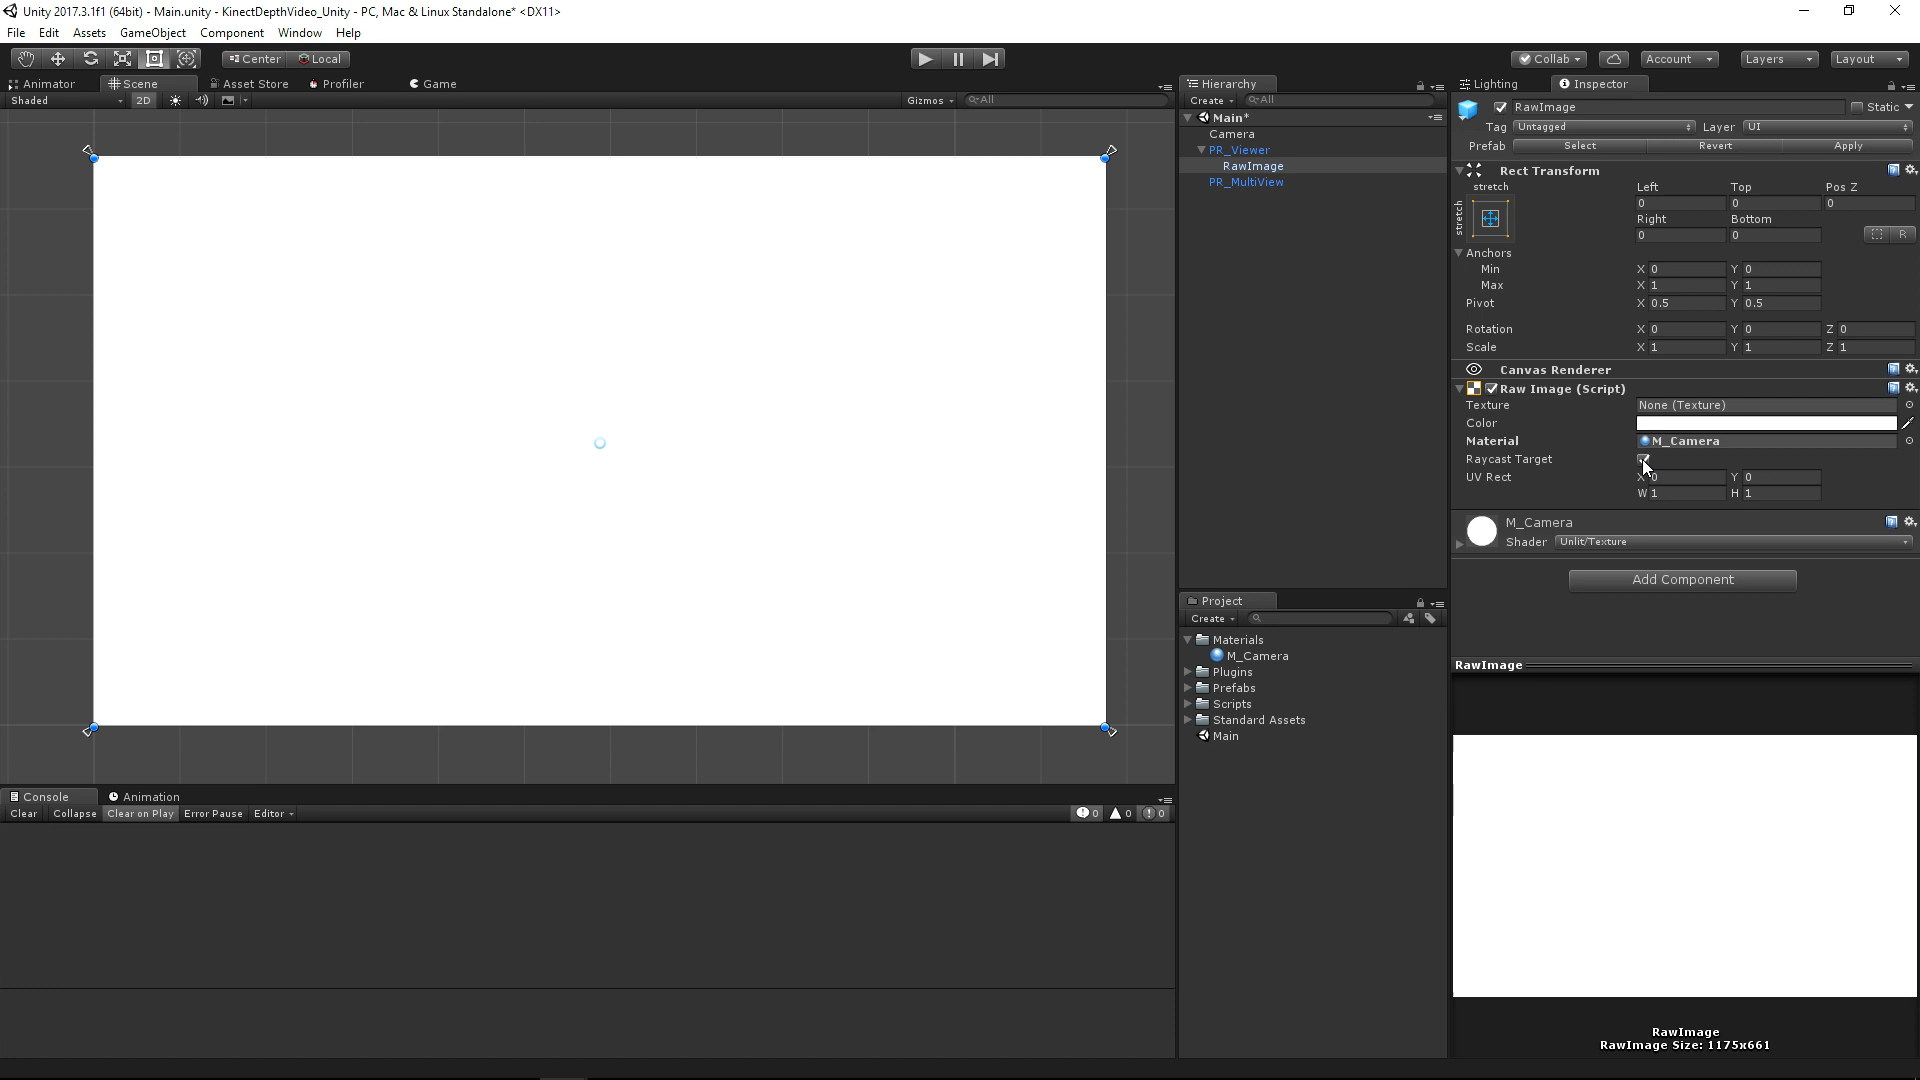 Unity 2017.3.1f1 (64bit) - Main.unity - KinectDepthVideo_Unity - PC, Mac & Linux Standalone* <DX11>
File Edit Assets GameObject Component Window Help
Center Local Collab Account Layers Layout
Animator Scene Asset Store Profiler Game
Shaded 2D Gizmos All
Hierarchy
Create All
Main*
Camera
PR_Viewer
RawImage
PR_MultiView
Project
Create
Materials
M_Camera
Plugins
Prefabs
Scripts
Standard Assets
Main
Lighting Inspector
RawImage Static
Tag Untagged Layer UI
Prefab Select Revert Apply
Rect Transform
stretch Left Top Pos Z
stretch 0 0 0
Right Bottom
0 0 R
Anchors
Min X 0 Y 0
Max X 1 Y 1
Pivot X 0.5 Y 0.5
Rotation X 0 Y 0 Z 0
Scale X 1 Y 1 Z 1
Canvas Renderer
Raw Image (Script)
Texture None (Texture)
Color
Material M_Camera
Raycast Target
UV Rect X 0 Y 0
W 1 H 1
M_Camera
Shader Unlit/Texture
Add Component
RawImage
RawImage
RawImage Size: 1175x661
Console Animation
Clear Collapse Clear on Play Error Pause Editor 0 0 0